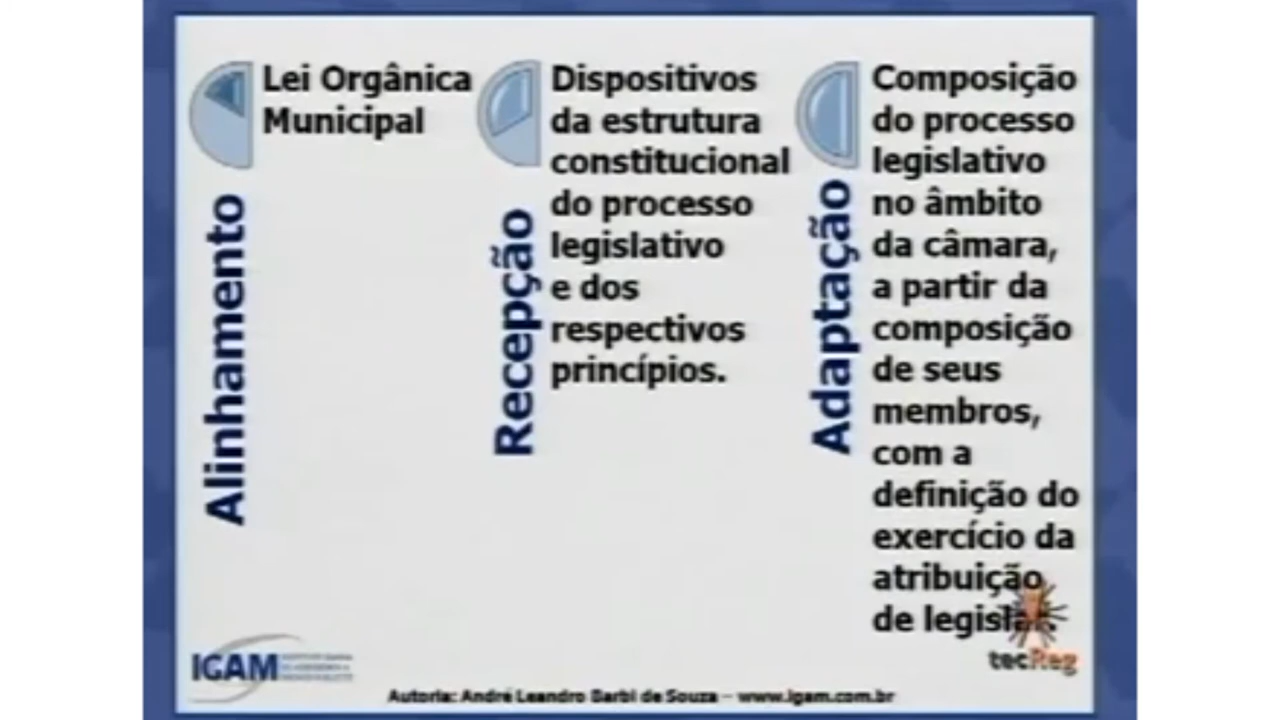 Lei Orgânica
Municipal
Alinhamento
Dispositivos
da estrutura
constitucional
do processo
legislativo
e dos
respectivos
princípios.
Recepção
Composição
do processo
legislativo
no âmbito
da câmara,
a partir da
composição
de seus
membros,
com a
definição do
exercício da
atribuição
de legislar.
Adaptação
IGAM
tecReg
Autoria: André Leandro Barbi de Souza – www.igam.com.br